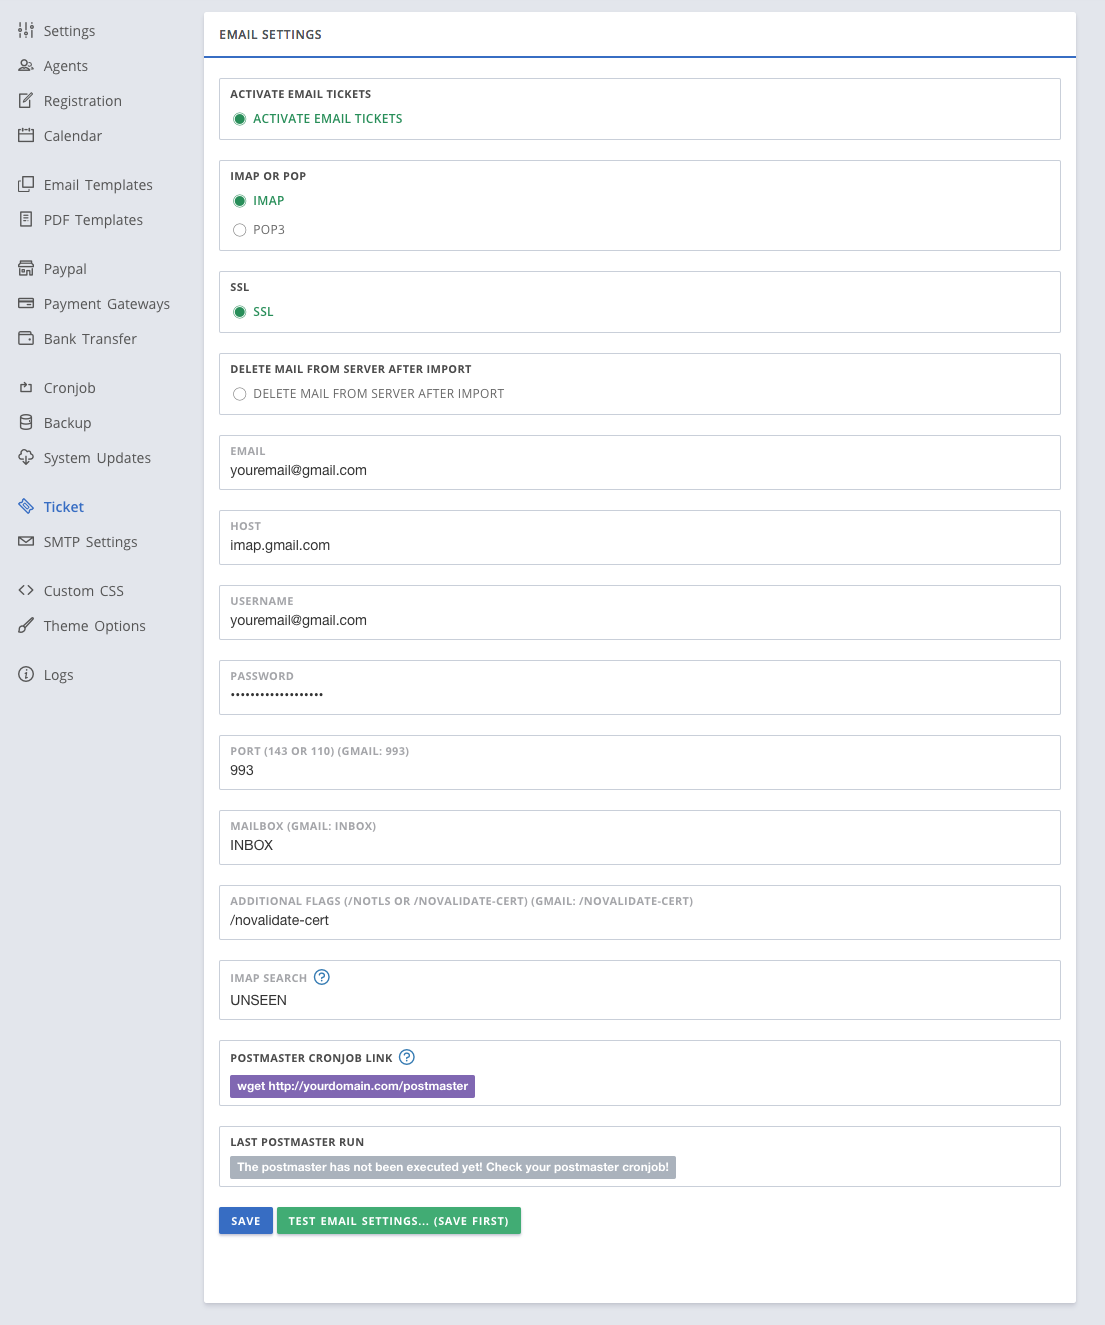 Settings
Agents
Registration
Calendar
Email Templates
PDF Templates
Paypal
Payment Gateways
Bank Transfer
Cronjob
Backup
System Updates
Ticket
SMTP Settings
Custom CSS
Theme Options
Logs
EMAIL SETTINGS
ACTIVATE EMAIL TICKETS
ACTIVATE EMAIL TICKETS
IMAP OR POP
IMAP
POP3
SSL
SSL
DELETE MAIL FROM SERVER AFTER IMPORT
DELETE MAIL FROM SERVER AFTER IMPORT
EMAIL
youremail@gmail.com
HOST
imap.gmail.com
USERNAME
youremail@gmail.com
PASSWORD
•••••••••••••••••••
PORT (143 OR 110) (GMAIL: 993)
993
MAILBOX (GMAIL: INBOX)
INBOX
ADDITIONAL FLAGS (/NOTLS OR /NOVALIDATE-CERT) (GMAIL: /NOVALIDATE-CERT)
/novalidate-cert
IMAP SEARCH ?
UNSEEN
POSTMASTER CRONJOB LINK ?
wget http://yourdomain.com/postmaster
LAST POSTMASTER RUN
The postmaster has not been executed yet! Check your postmaster cronjob!
SAVE TEST EMAIL SETTINGS... (SAVE FIRST)